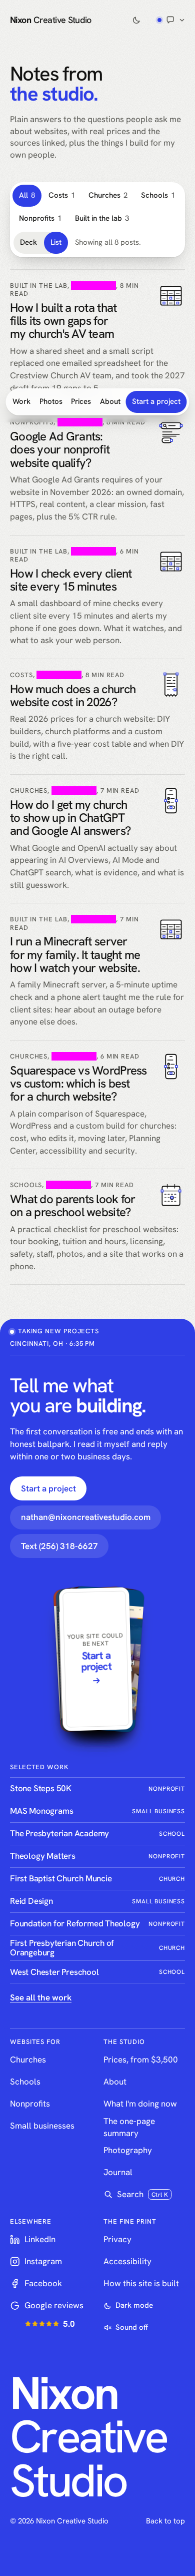 Nixon Creative Studio
Notes from
the studio.
Plain answers to the questions people ask me
about websites, with real prices and the
sources linked, plus the things I build for my
own people.
All 8 Costs 1 Churches 2 Schools 1
Nonprofits 1 Built in the lab 3
Deck List Showing all 8 posts.
BUILT IN THE LAB, , 8 MIN
READ
How I built a rota that
fills its own gaps for
my church's AV team
How a shared sheet and a small script
replaced one overloaded spreadsheet for the
Crestview Church AV team, and how to take the 2027
Work Photos Prices About Start a project
Google Ad Grants:
does your nonprofit
website qualify?
What Google Ad Grants requires of your
website in 2026: an owned domain,
HTTPS, real content, a clear mission, fast
pages, plus the 5% CTR rule.
BUILT IN THE LAB, , 6 MIN
READ
How I check every client
site every 15 minutes
A small dashboard of mine checks every
client site every 15 minutes and alerts my
phone if one goes down. What it watches, and
what to ask whoever runs yours.
COSTS, , 8 MIN READ
How much does a church
website cost in 2026?
Real 2026 prices for a church website: DIY
builders, church platforms and a custom
build, with a five-year cost table and when DIY
is the right call.
CHURCHES, , 7 MIN READ
How do I get my church
to show up in ChatGPT
and Google AI answers?
What Google and OpenAI actually say about
appearing in AI Overviews, AI Mode and
ChatGPT search, what is evidence, and what is
still guesswork.
BUILT IN THE LAB, , 7 MIN
READ
I run a Minecraft server
for my family. It taught me
how I watch your website.
A family Minecraft server, a 5-minute uptime
check and a phone alert taught me the rule for
client sites: hear about an outage before
anyone else does.
CHURCHES, , 6 MIN READ
Squarespace vs WordPress
vs custom: which is best
for a church website?
A plain comparison of Squarespace,
WordPress and a custom build for churches:
cost, who edits it, moving later, Planning
Center, accessibility and security.
SCHOOLS, , 7 MIN READ
What do parents look for
on a preschool website?
A practical checklist for preschool websites:
tour booking, tuition and hours, licensing,
safety, staff, photos, and a site that works on a
phone.
TAKING NEW PROJECTS
CINCINNATI, OH · 6:35 PM
Tell me what
you are building.
The first conversation is free and ends with an
honest ballpark. I read it myself and reply
within one or two business days.
Start a project
nathan@nixoncreativestudio.com
Text (256) 318-6627
YOUR SITE COULD
BE NEXT
Start a
project
SELECTED WORK
Stone Steps 50K NONPROFIT
MAS Monograms SMALL BUSINESS
The Presbyterian Academy SCHOOL
Theology Matters NONPROFIT
First Baptist Church Muncie CHURCH
Reid Design SMALL BUSINESS
Foundation for Reformed Theology NONPROFIT
First Presbyterian Church of
Orangeburg CHURCH
West Chester Preschool SCHOOL
See all the work
WEBSITES FOR
Churches
Schools
Nonprofits
Small businesses
THE STUDIO
Prices, from $3,500
About
What I'm doing now
The one-page
summary
Photography
Journal
Search Ctrl K
ELSEWHERE
LinkedIn
Instagram
Facebook
Google reviews
★★★★★ 5.0
THE FINE PRINT
Privacy
Accessibility
How this site is built
Dark mode
Sound off
Nixon
Creative
Studio
© 2026 Nixon Creative Studio Back to top